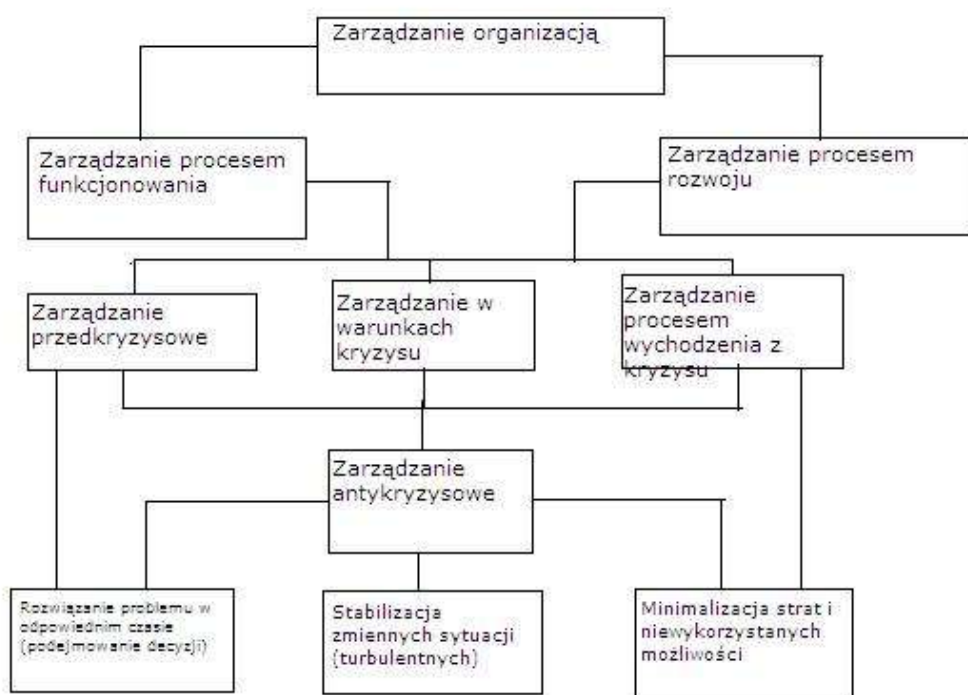 Zarządzanie organizacją
Zarządzanie procesem
funkcjonowania
Zarządzanie procesem
rozwoju
Zarządzanie
przedkryzysowe
Zarządzanie w
warunkach
kryzysu
Zarządzanie
procesem
wychodzenia z
kryzysu
Zarządzanie
antykryzysowe
Rozwiązanie problemu w
odpowiednim czasie
(podejmowanie decyzji)
Stabilizacja
zmiennych sytuacji
(turbulentnych)
Minimalizacja strat i
niewykorzystanych
możliwości